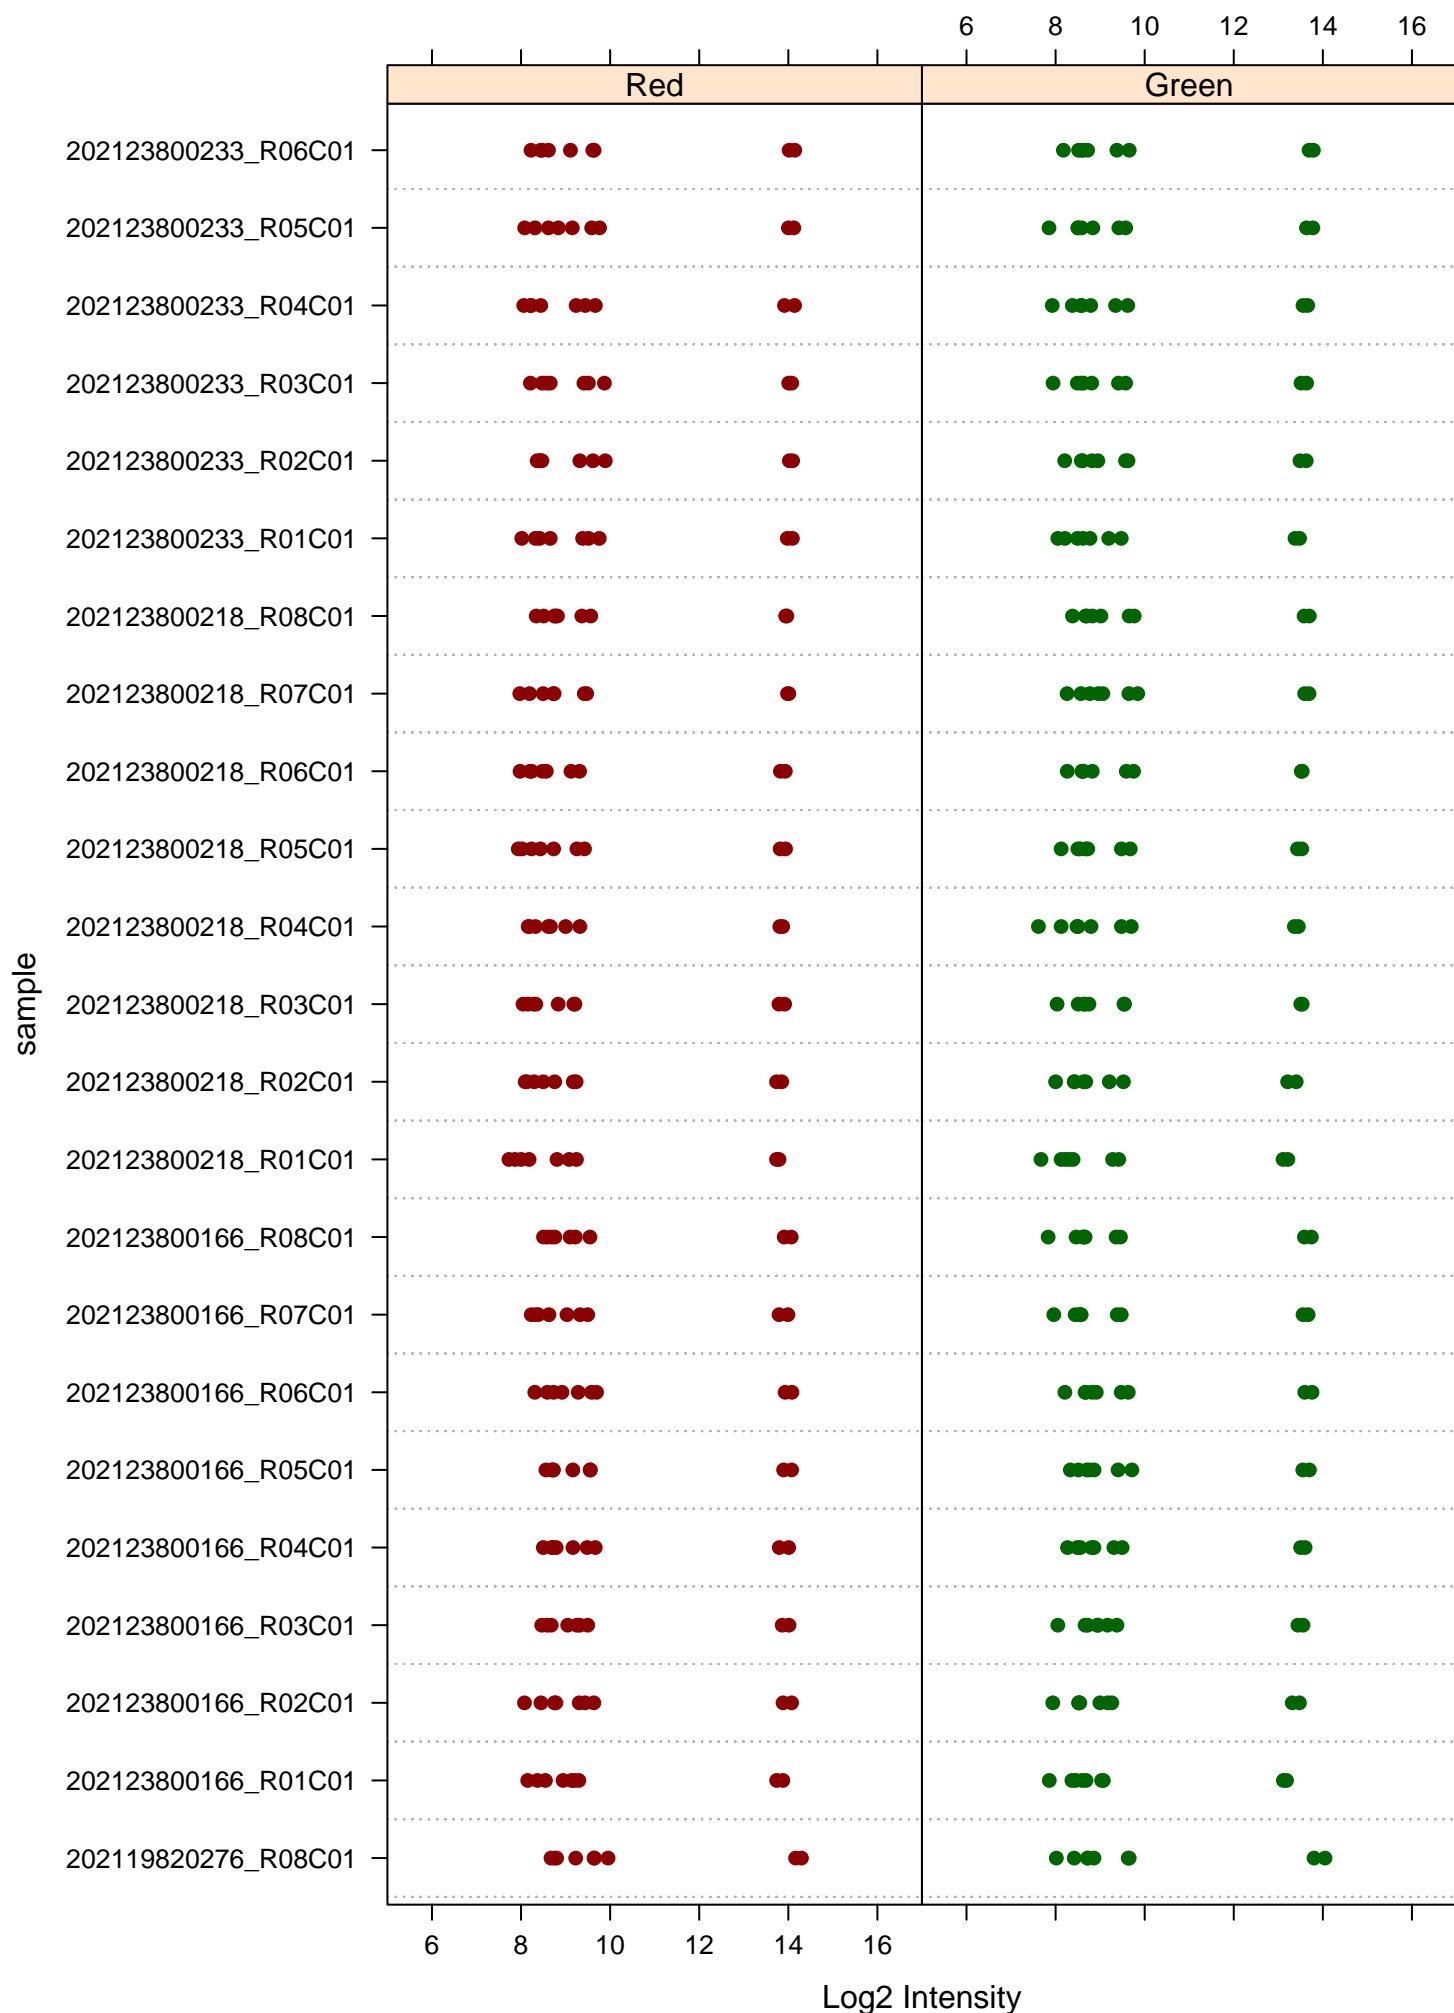 6 8 10 12 14 16
Red Green
202123800233_R06C01
202123800233_R05C01
202123800233_R04C01
202123800233_R03C01
202123800233_R02C01
202123800233_R01C01
202123800218_R08C01
202123800218_R07C01
202123800218_R06C01
202123800218_R05C01
202123800218_R04C01
202123800218_R03C01
202123800218_R02C01
202123800218_R01C01
202123800166_R08C01
202123800166_R07C01
202123800166_R06C01
202123800166_R05C01
202123800166_R04C01
202123800166_R03C01
202123800166_R02C01
202123800166_R01C01
202119820276_R08C01
sample
6 8 10 12 14 16
Log2 Intensity